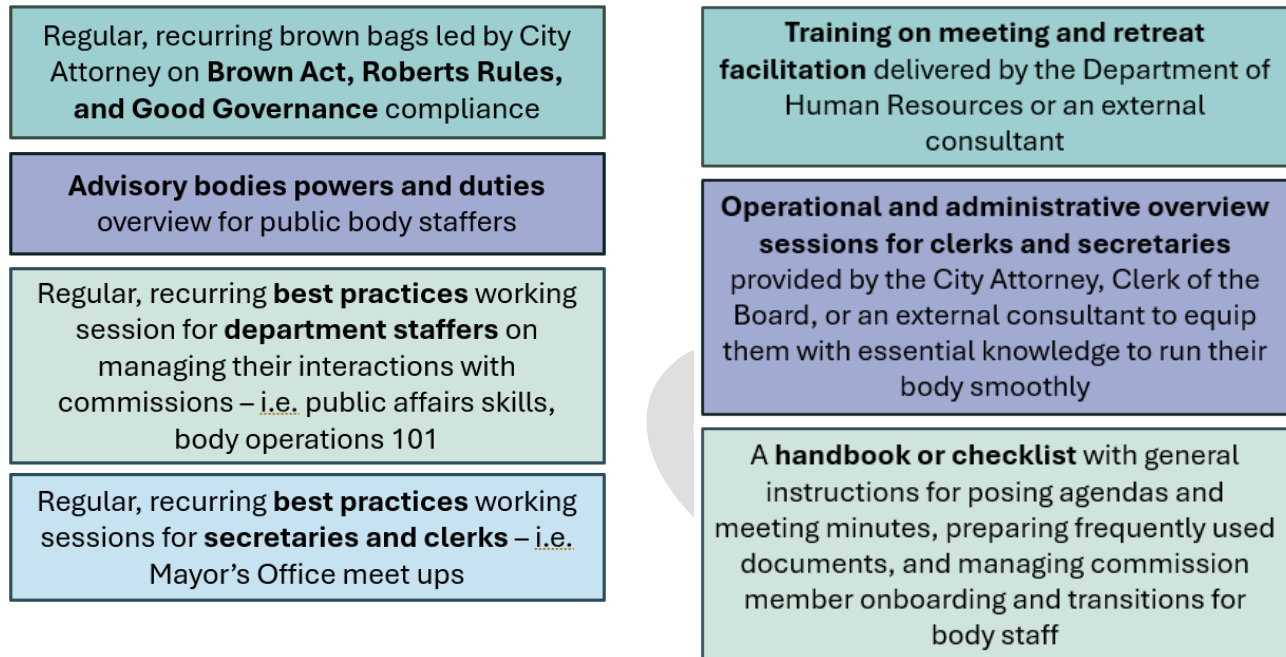 Regular, recurring brown bags led by City
Attorney on Brown Act, Roberts Rules,
and Good Governance compliance
Advisory bodies powers and duties
overview for public body staffers
Regular, recurring best practices working
session for department staffers on
managing their interactions with
commissions – i.e. public affairs skills,
body operations 101
Regular, recurring best practices working
sessions for secretaries and clerks – i.e.
Mayor's Office meet ups
Training on meeting and retreat
facilitation delivered by the Department of
Human Resources or an external
consultant
Operational and administrative overview
sessions for clerks and secretaries
provided by the City Attorney, Clerk of the
Board, or an external consultant to equip
them with essential knowledge to run their
body smoothly
A handbook or checklist with general
instructions for posing agendas and
meeting minutes, preparing frequently used
documents, and managing commission
member onboarding and transitions for
body staff